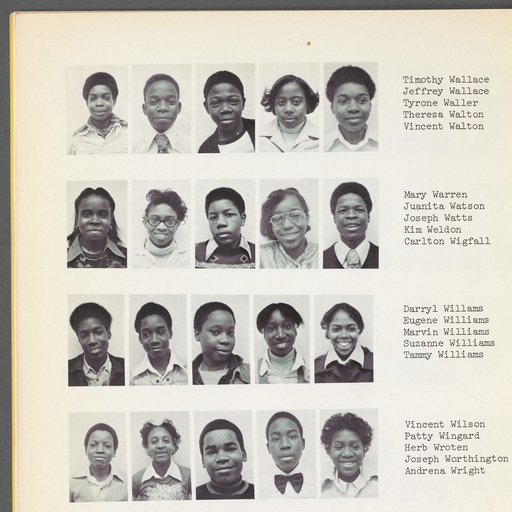 Timothy Wallace
Jeffrey Wallace
Tyrone Waller
Theresa Walton
Vincent Walton
Mary Warren
Juanita Watson
Joseph Watts
Kim Weldon
Carlton Wigfall
Darryl Willams
Eugene Williams
Marvin Williams
Suzanne Williams
Tammy Williams
Vincent Wilson
Patty Wingard
Herb Wroten
Joseph Worthington
Andrena Wright